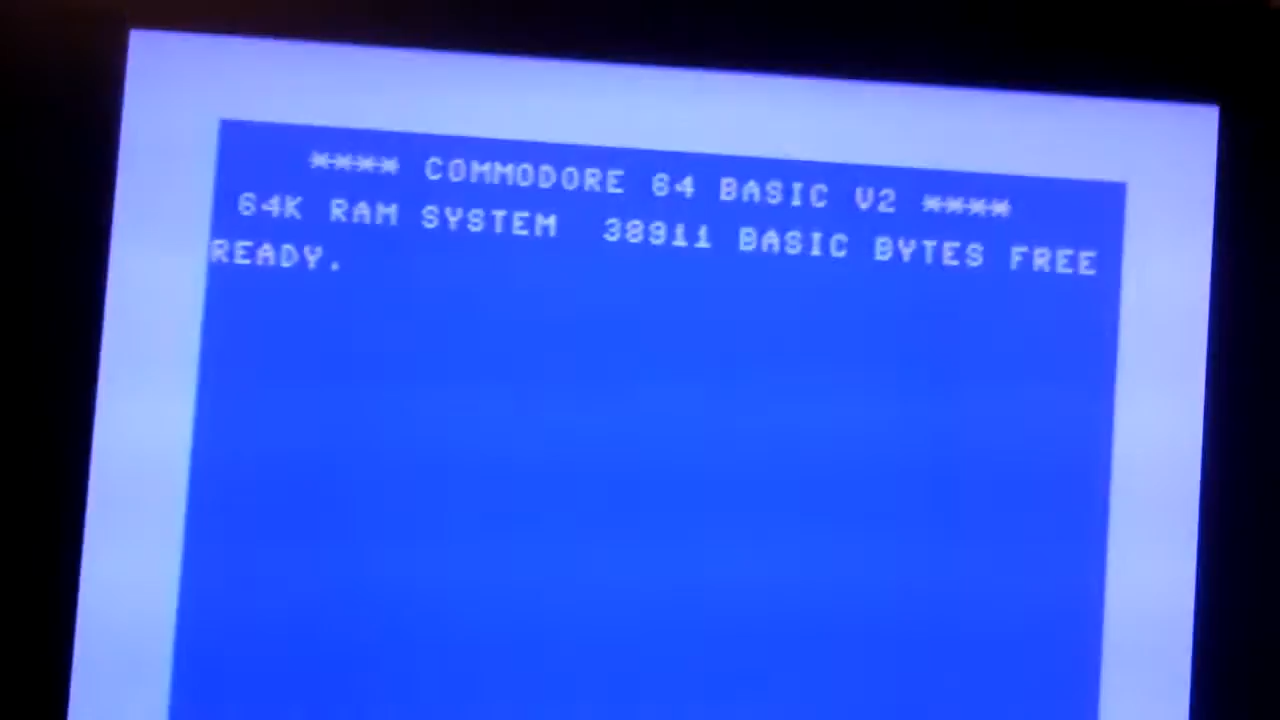 **** COMMODORE 64 BASIC V2 ****
64K RAM SYSTEM  38911 BASIC BYTES FREE
READY.